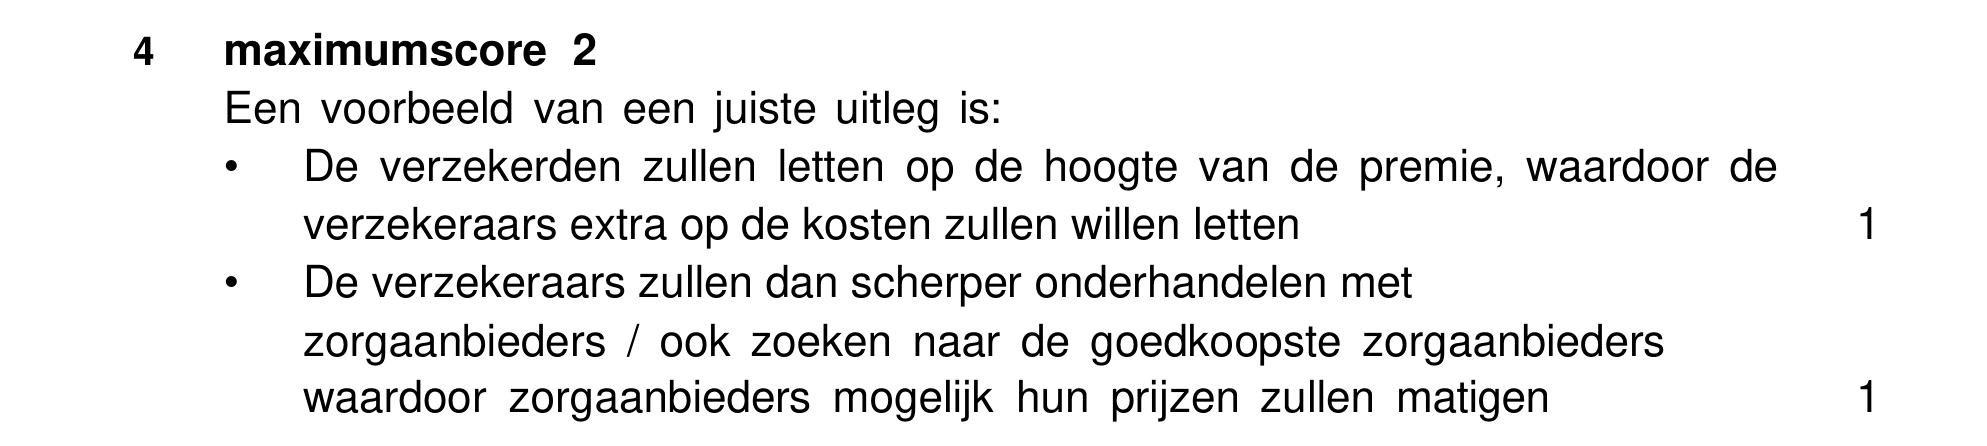 4 maximumscore 2
Een voorbeeld van een juiste uitleg is:
• De verzekerden zullen letten op de hoogte van de premie, waardoor de
verzekeraars extra op de kosten zullen willen letten 1
• De verzekeraars zullen dan scherper onderhandelen met
zorgaanbieders / ook zoeken naar de goedkoopste zorgaanbieders
waardoor zorgaanbieders mogelijk hun prijzen zullen matigen 1